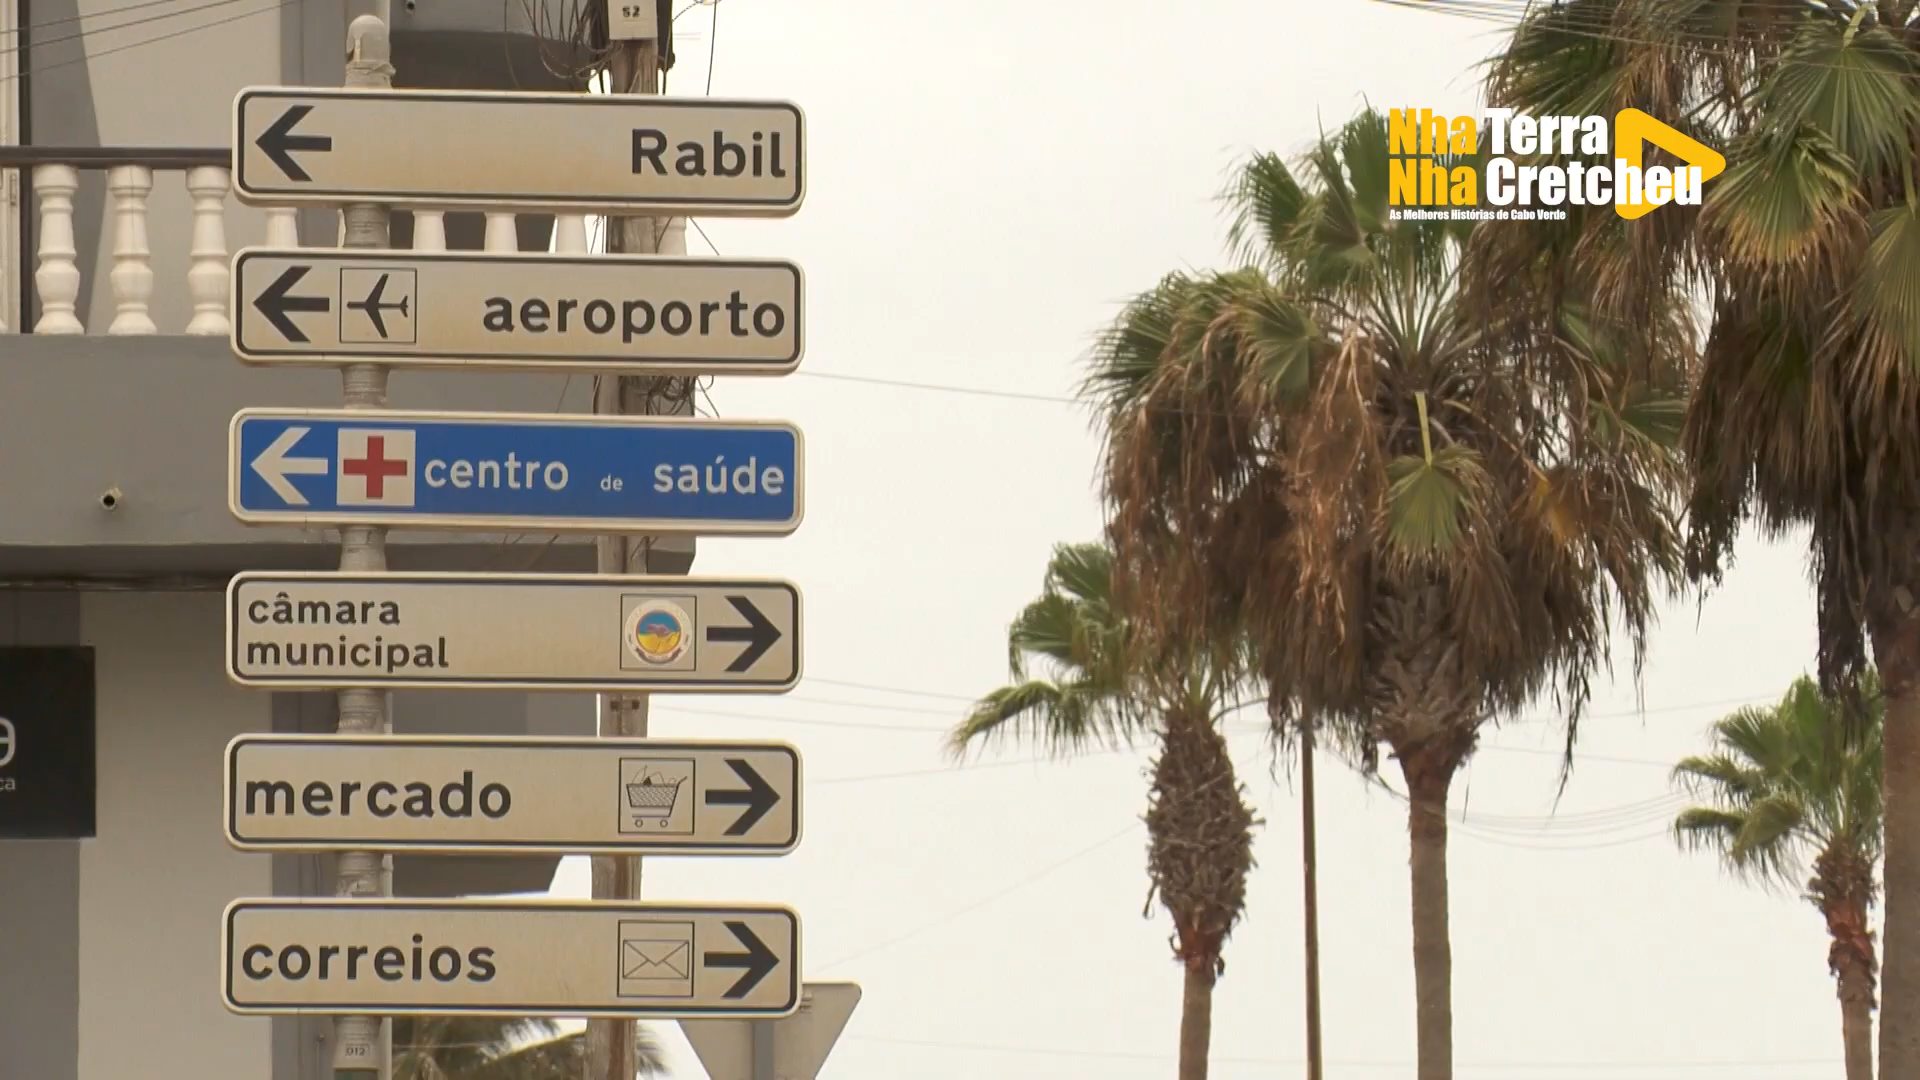 52
Rabil
aeroporto
centro de saúde
câmara
municipal
mercado
correios
Nha Terra
Nha Cretcheu
As Melhores Histórias de Cabo Verde
012